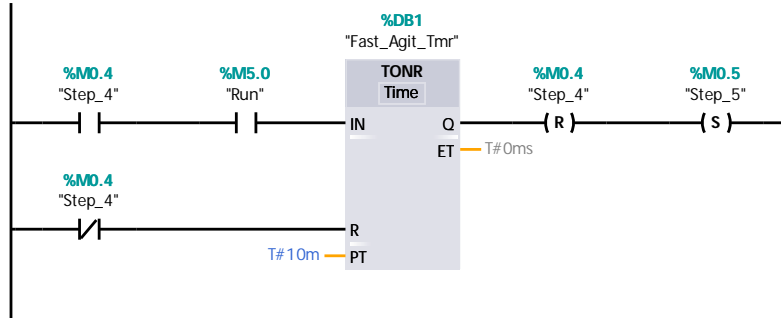 %DB1
"Fast_Agit_Tmr"
%M0.4
"Step_4"
%M5.0
"Run"
TONR
Time
%M0.4
"Step_4"
%M0.5
"Step_5"
IN
Q
R
S
ET
T#0ms
%M0.4
"Step_4"
R
T#10m
PT